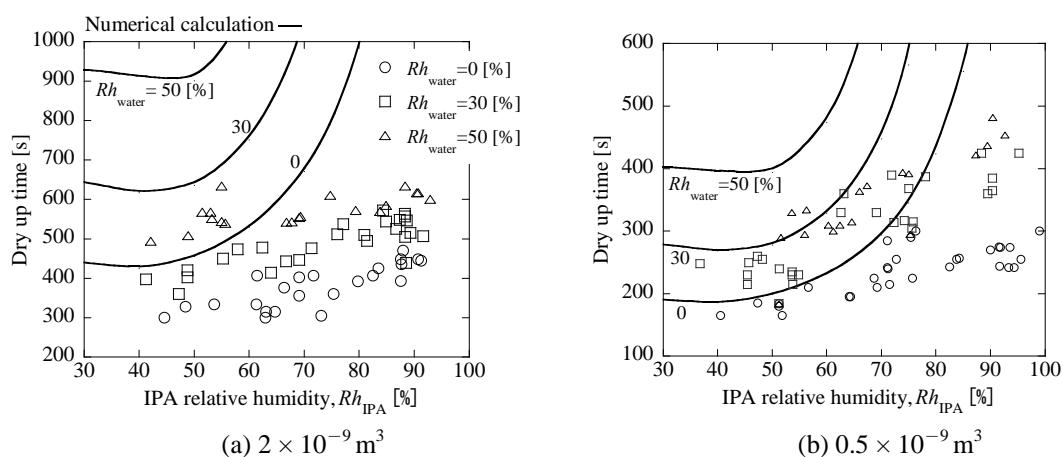 Numerical calculation
1000
900
800
700
600
500
400
300
200
Dry up time [s]
Rh_water = 50 [%]
30
0
Rh_water=0 [%]
Rh_water=30 [%]
Rh_water=50 [%]
30 40 50 60 70 80 90 100
IPA relative humidity, Rh_IPA [%]
(a) 2 × 10⁻⁹ m³
600
500
400
300
200
100
Dry up time [s]
Rh_water=50 [%]
30
0
30 40 50 60 70 80 90 100
IPA relative humidity, Rh_IPA [%]
(b) 0.5 × 10⁻⁹ m³